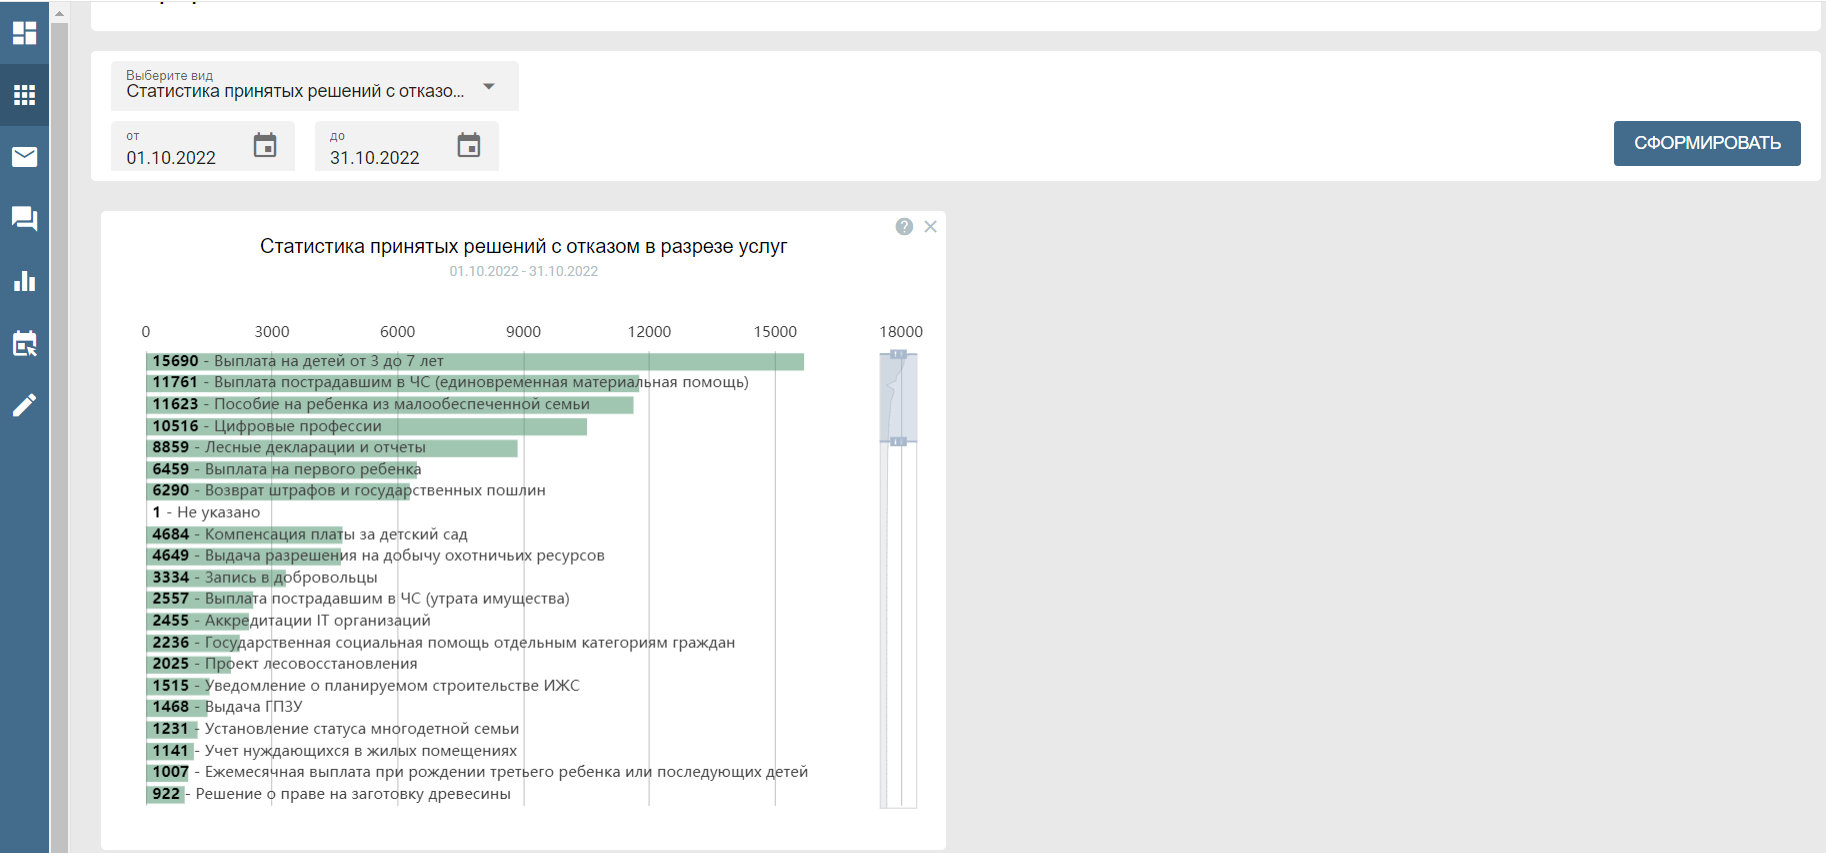 Выберите вид
Статистика принятых решений с отказо...
от
01.10.2022
до
31.10.2022
СФОРМИРОВАТЬ
Статистика принятых решений с отказом в разрезе услуг
01.10.2022 - 31.10.2022
0 3000 6000 9000 12000 15000 18000
15690 - Выплата на детей от 3 до 7 лет
11761 - Выплата пострадавшим в ЧС (единовременная материальная помощь)
11623 - Пособие на ребенка из малообеспеченной семьи
10516 - Цифровые профессии
8859 - Лесные декларации и отчеты
6459 - Выплата на первого ребенка
6290 - Возврат штрафов и государственных пошлин
1 - Не указано
4684 - Компенсация платы за детский сад
4649 - Выдача разрешения на добычу охотничьих ресурсов
3334 - Запись в добровольцы
2557 - Выплата пострадавшим в ЧС (утрата имущества)
2455 - Аккредитации IT организаций
2236 - Государственная социальная помощь отдельным категориям граждан
2025 - Проект лесовосстановления
1515 - Уведомление о планируемом строительстве ИЖС
1468 - Выдача ГПЗУ
1231 - Установление статуса многодетной семьи
1141 - Учет нуждающихся в жилых помещениях
1007 - Ежемесячная выплата при рождении третьего ребенка или последующих детей
922 - Решение о праве на заготовку древесины